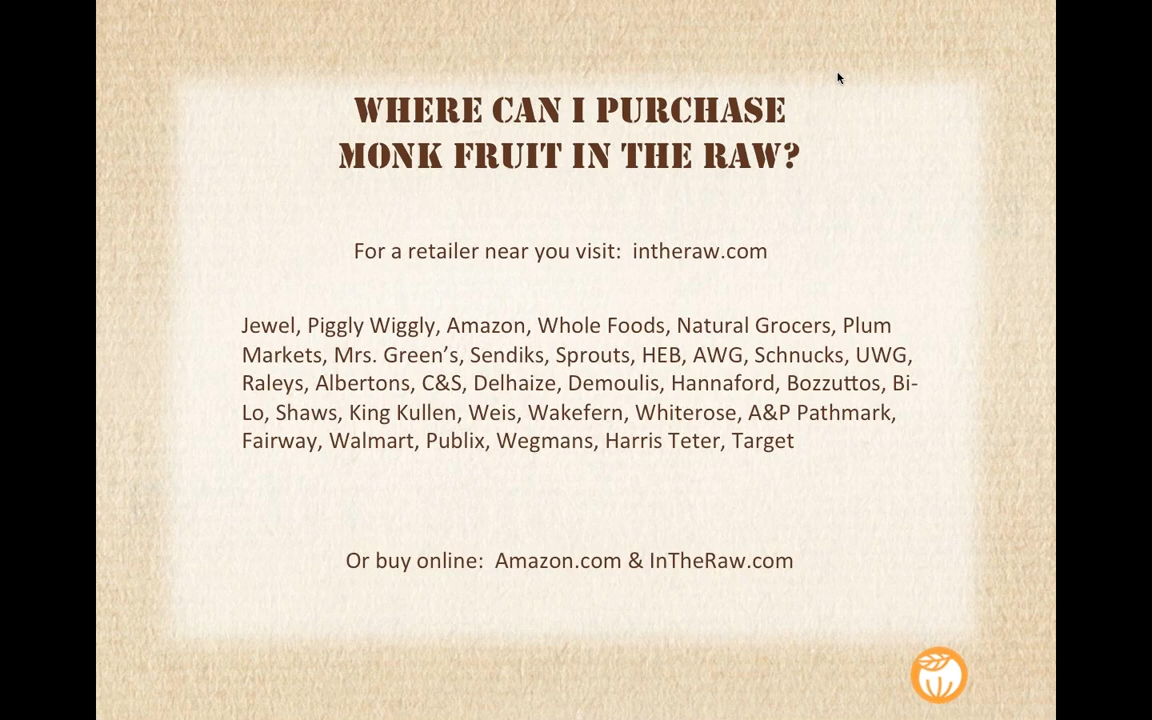 WHERE CAN I PURCHASE
MONK FRUIT IN THE RAW?
For a retailer near you visit:  intheraw.com
Jewel, Piggly Wiggly, Amazon, Whole Foods, Natural Grocers, Plum
Markets, Mrs. Green’s, Sendiks, Sprouts, HEB, AWG, Schnucks, UWG,
Raleys, Albertons, C&S, Delhaize, Demoulis, Hannaford, Bozzuttos, Bi-
Lo, Shaws, King Kullen, Weis, Wakefern, Whiterose, A&P Pathmark,
Fairway, Walmart, Publix, Wegmans, Harris Teter, Target
Or buy online:  Amazon.com & InTheRaw.com